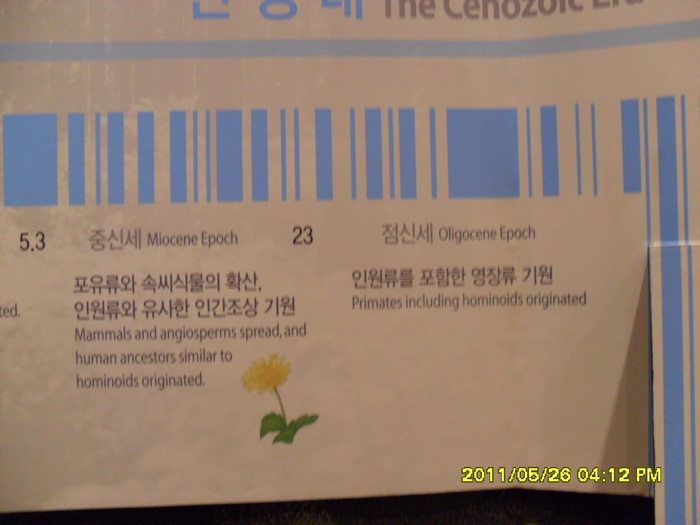 The Cenozoic Era
5.3
중신세 Miocene Epoch
23
점신세 Oligocene Epoch
포유류와 속씨식물의 확산,
인원류와 유사한 인간조상 기원
Mammals and angiosperms spread, and
human ancestors similar to
hominoids originated.
인원류를 포함한 영장류 기원
Primates including hominoids originated
ted.
2011/05/26 04:12 PM